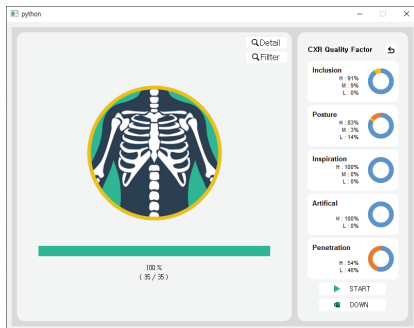 python
Detail
Fillter
100 %
( 35 / 35 )
CXR Quality Factor
Inclusion
H : 91%
M : 9%
L : 0%
Posture
H : 83%
M : 3%
L : 14%
Inspiration
H : 100%
M : 0%
L : 0%
Artifical
H : 100%
L : 0%
Penetration
H : 54%
L : 46%
START
DOWN